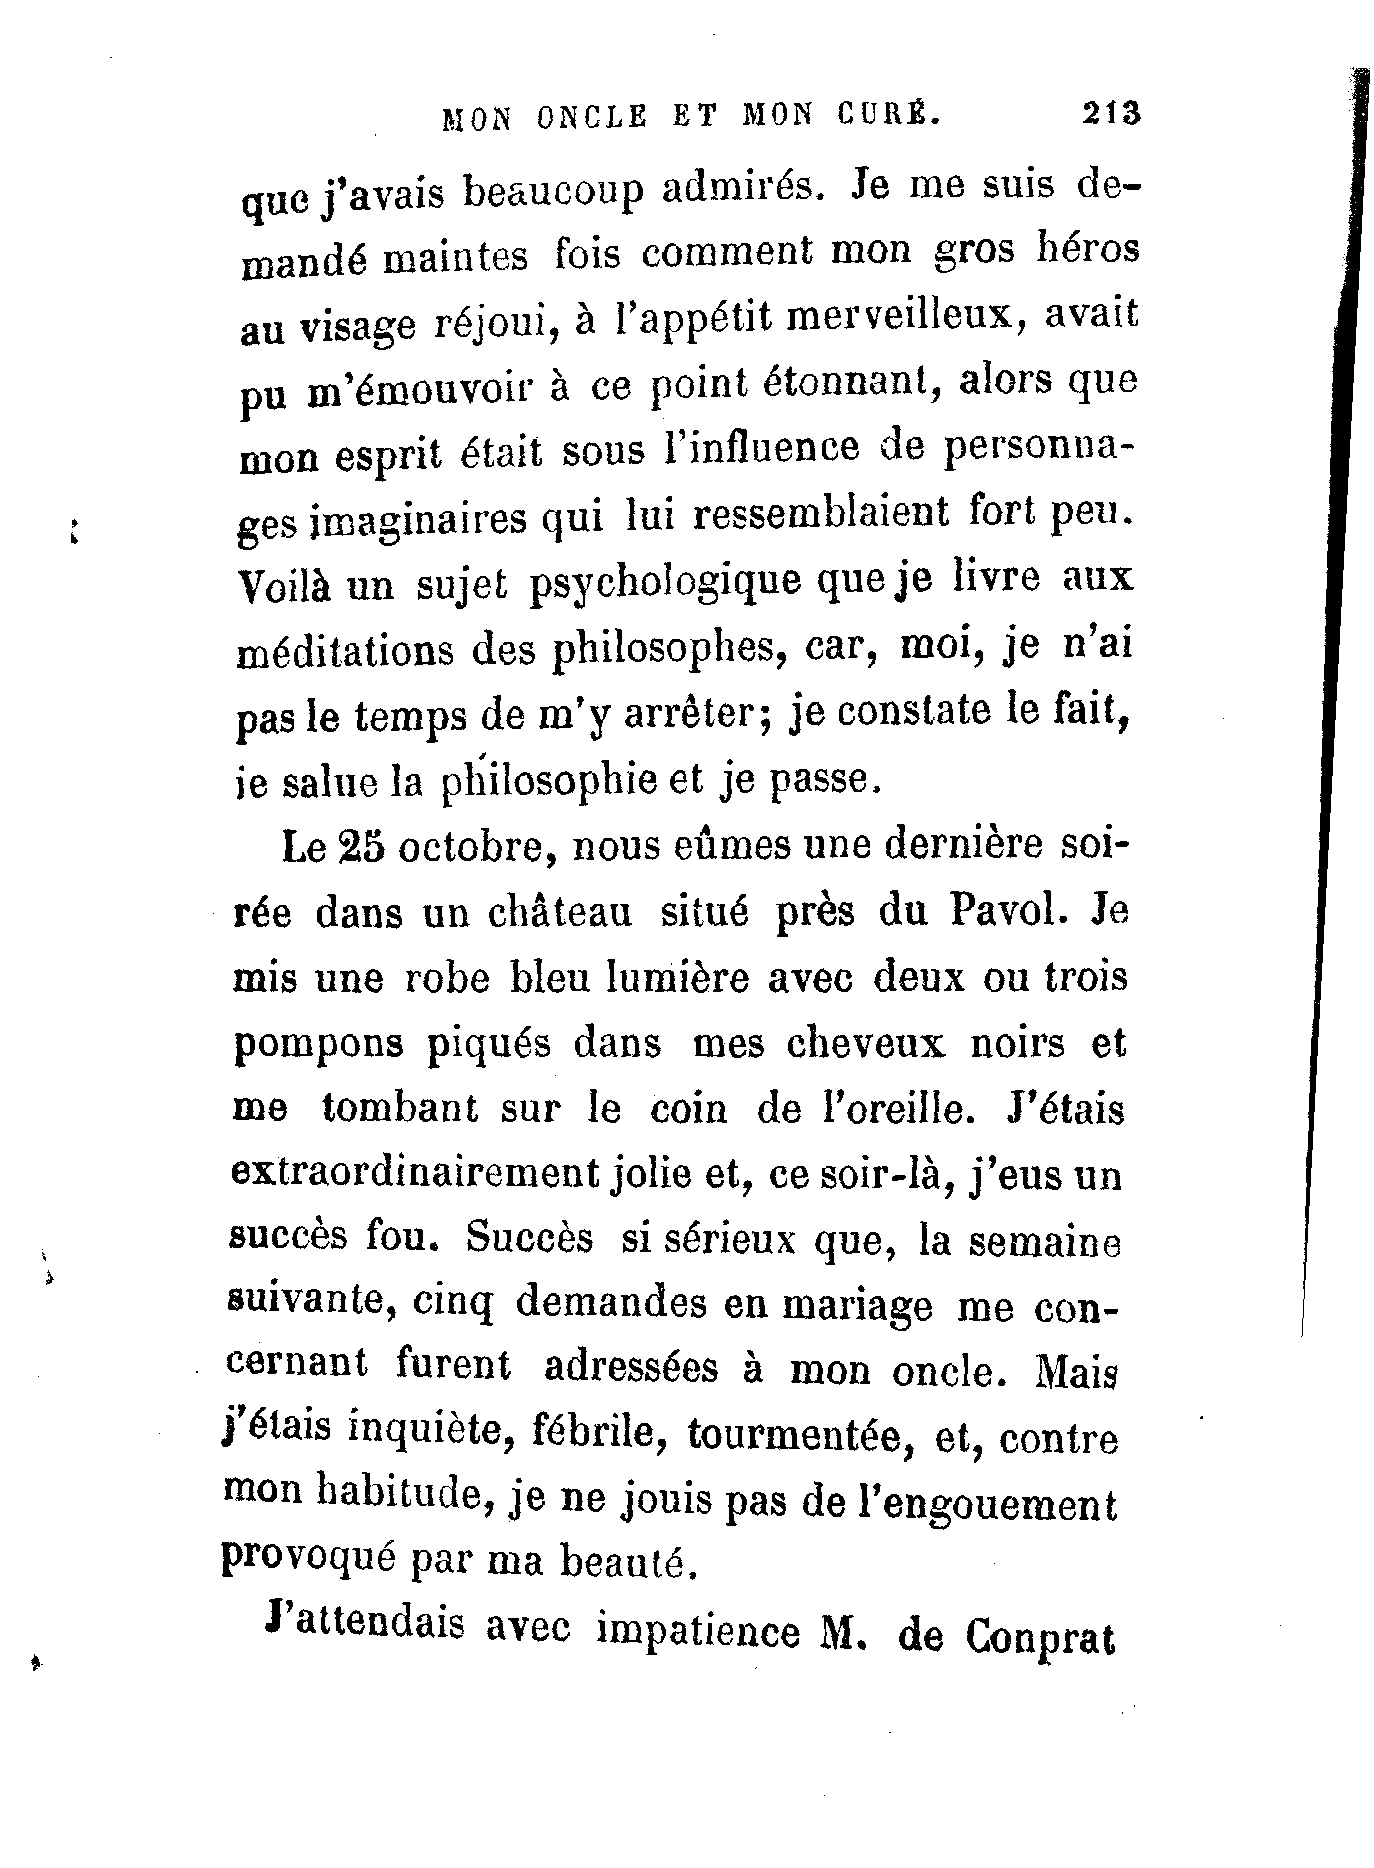 MON ONCLE ET MON CURÉ. 213
que j'avais beaucoup admirés. Je me suis de-
mandé maintes fois comment mon gros héros
au visage réjoui, à l'appétit merveilleux, avait
pu m'émouvoir à ce point étonnant, alors que
mon esprit était sous l'influence de personna-
ges imaginaires qui lui ressemblaient fort peu.
Voilà un sujet psychologique que je livre aux
méditations des philosophes, car, moi, je n'ai
pas le temps de m'y arrêter; je constate le fait,
je salue la philosophie et je passe.
Le 25 octobre, nous eûmes une dernière soi-
rée dans un château situé près du Pavol. Je
mis une robe bleu lumière avec deux ou trois
pompons piqués dans mes cheveux noirs et
me tombant sur le coin de l'oreille. J'étais
extraordinairement jolie et, ce soir-là, j'eus un
succès fou. Succès si sérieux que, la semaine
suivante, cinq demandes en mariage me con-
cernant furent adressées à mon oncle. Mais
j'étais inquiète, fébrile, tourmentée, et, contre
mon habitude, je ne jouis pas de l'engouement
provoqué par ma beauté.
J'attendais avec impatience M. de Conprat